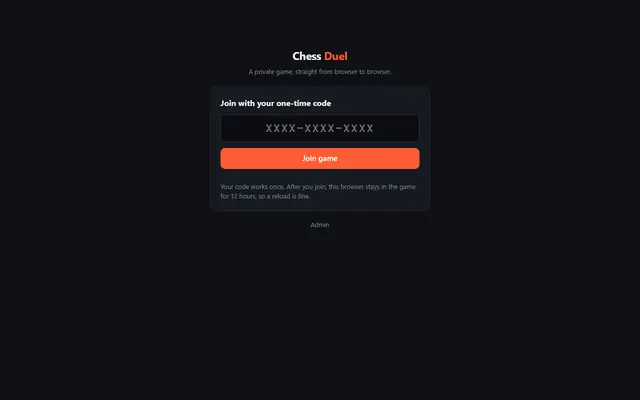 Chess Duel
A private game, straight from browser to browser.
Join with your one-time code
XXXX-XXXX-XXXX
Join game
Your code works once. After you join, this browser stays in the game
for 12 hours, so a reload is fine.
Admin